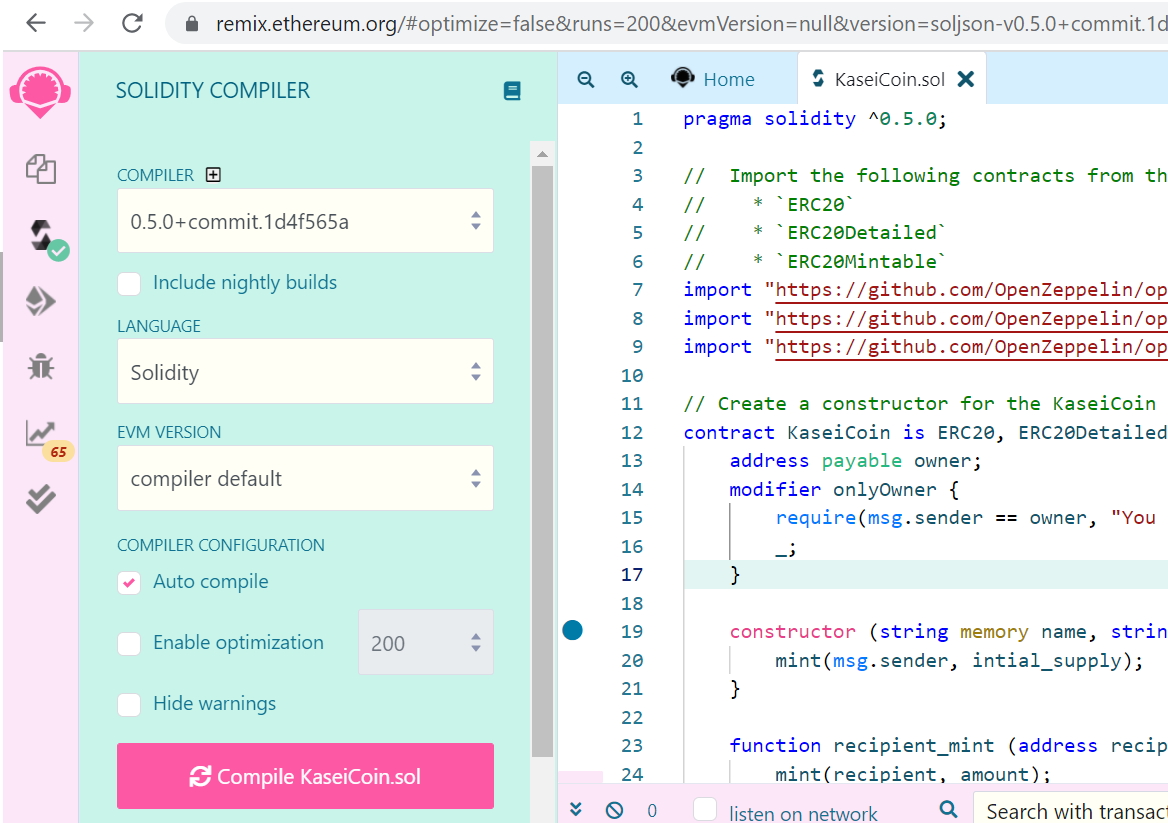 remix.ethereum.org/#optimize=false&runs=200&evmVersion=null&version=soljson-v0.5.0+commit.1d
SOLIDITY COMPILER
COMPILER
0.5.0+commit.1d4f565a
Include nightly builds
LANGUAGE
Solidity
EVM VERSION
compiler default
COMPILER CONFIGURATION
Auto compile
Enable optimization
200
Hide warnings
Compile KaseiCoin.sol
65
Home
KaseiCoin.sol
1 pragma solidity ^0.5.0;
2
3 // Import the following contracts from th
4 // * `ERC20`
5 // * `ERC20Detailed`
6 // * `ERC20Mintable`
7 import "https://github.com/OpenZeppelin/op
8 import "https://github.com/OpenZeppelin/op
9 import "https://github.com/OpenZeppelin/op
10
11 // Create a constructor for the KaseiCoin
12 contract KaseiCoin is ERC20, ERC20Detailed
13 address payable owner;
14 modifier onlyOwner {
15 require(msg.sender == owner, "You
16 _;
17 }
18
19 constructor (string memory name, strin
20 mint(msg.sender, intial_supply);
21 }
22
23 function recipient_mint (address recip
24 mint(recipient, amount);
0
listen on network
Search with transact